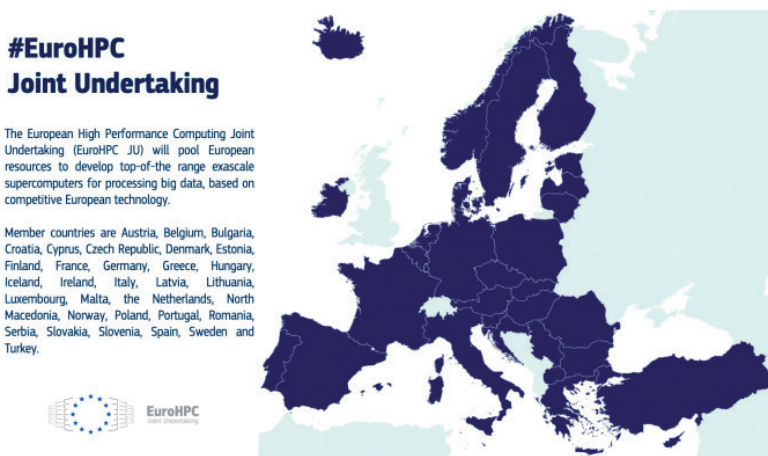 #EuroHPC
Joint Undertaking
The European High Performance Computing Joint
Undertaking (EuroHPC JU) will pool European
resources to develop top-of-the range exascale
supercomputers for processing big data, based on
competitive European technology.
Member countries are Austria, Belgium, Bulgaria,
Croatia, Cyprus, Czech Republic, Denmark, Estonia,
Finland, France, Germany, Greece, Hungary,
Iceland, Ireland, Italy, Latvia, Lithuania,
Luxembourg, Malta, the Netherlands, North
Macedonia, Norway, Poland, Portugal, Romania,
Serbia, Slovakia, Slovenia, Spain, Sweden and
Turkey.
EuroHPC
Joint Undertaking